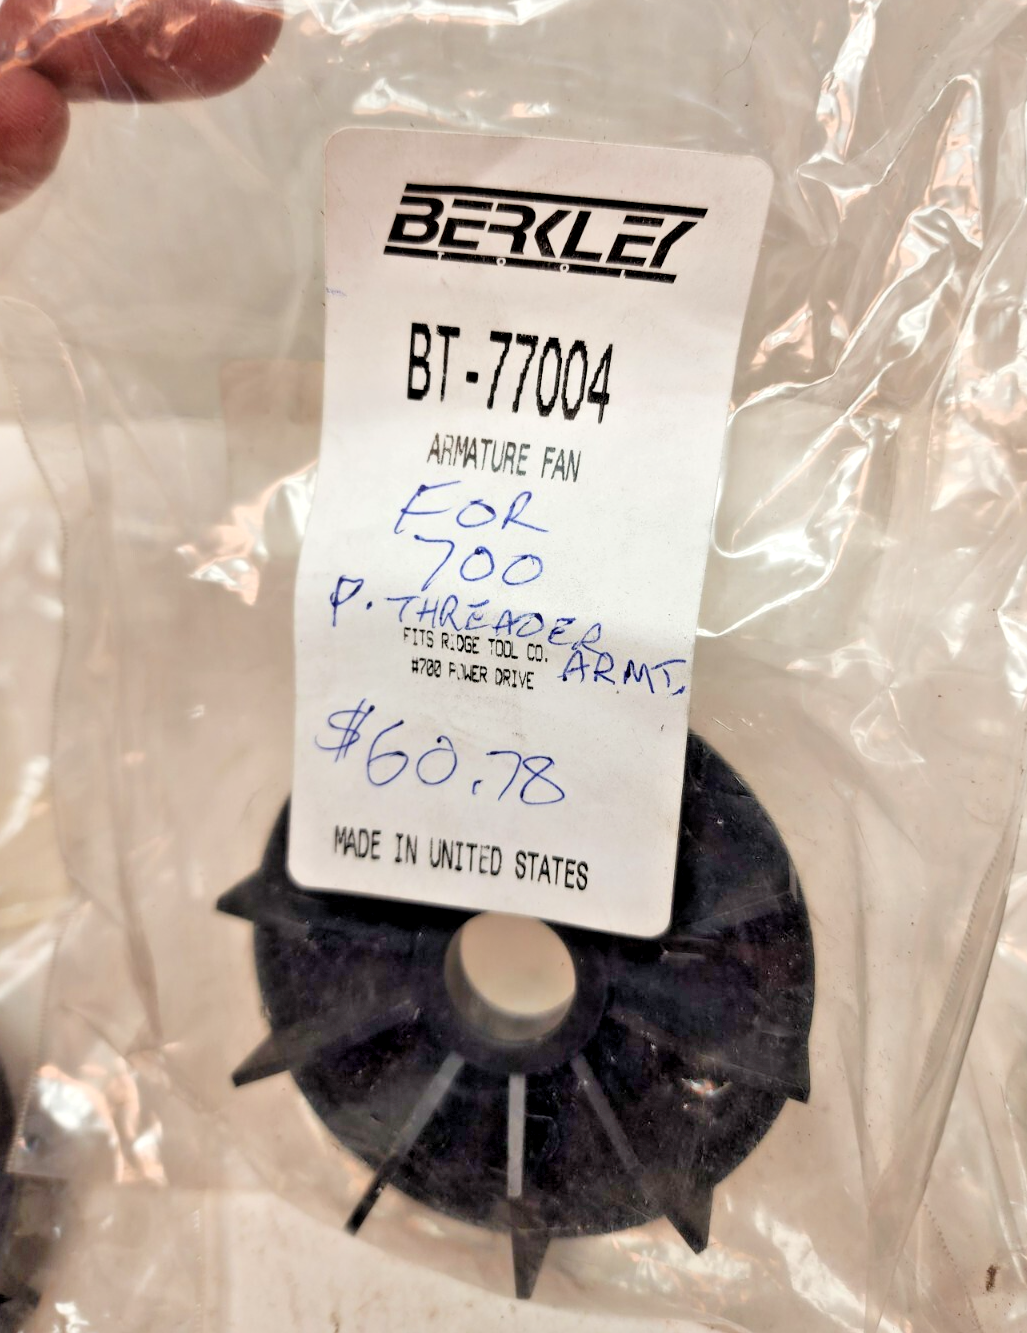 BERKLEY
TOOL
BT-77004
ARMATURE FAN
FOR
700
P. THREADER
ARMT.
FITS RIDGE TOOL CO.
#700 POWER DRIVE
$60.78
MADE IN UNITED STATES